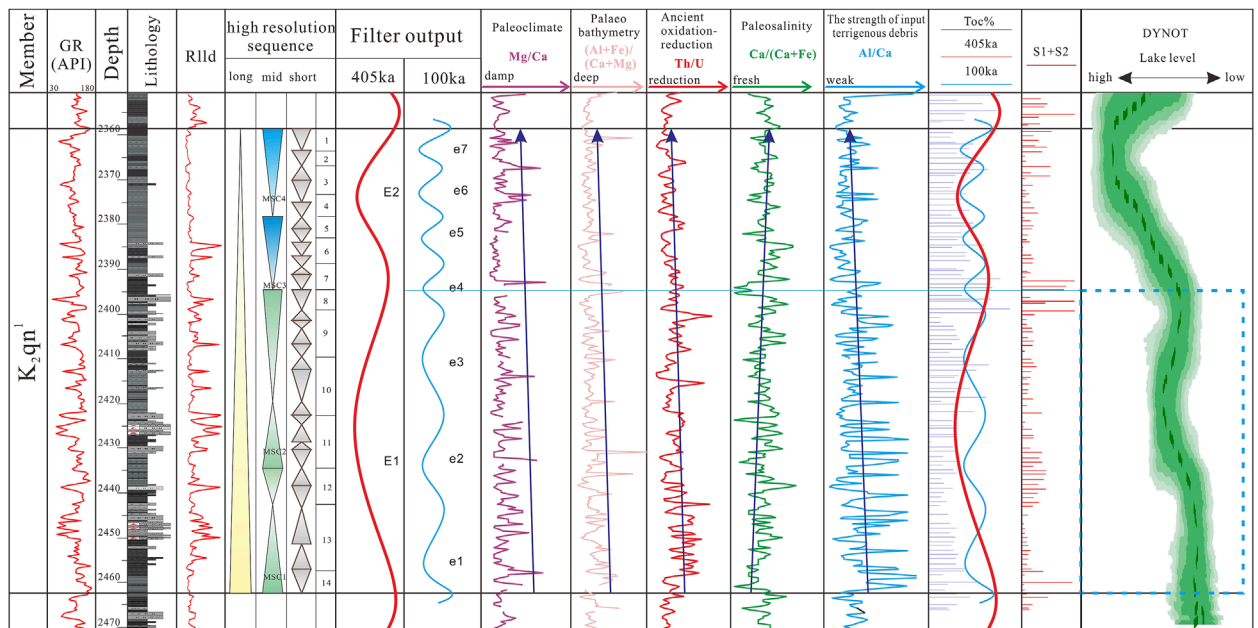 Member
GR
(API)
30 180
Depth
Lithology
Rlld
high resolution
sequence
long mid short
Filter output
405ka 100ka
Paleoclimate
Mg/Ca
damp
Palaeo
bathymetry
(Al+Fe)/
(Ca+Mg)
deep
Ancient
oxidation-
reduction
Th/U
reduction
Paleosalinity
Ca/(Ca+Fe)
fresh
The strength of input
terrigenous debris
Al/Ca
weak
Toc%
405ka
100ka
S1+S2
DYNOT
Lake level
high low
K2qn1
2360
2370
2380
2390
2400
2410
2420
2430
2440
2450
2460
2470
MSC4
MSC3
MSC2
MSC1
1
2
3
4
5
6
7
8
9
10
11
12
13
14
E2
E1
e7
e6
e5
e4
e3
e2
e1